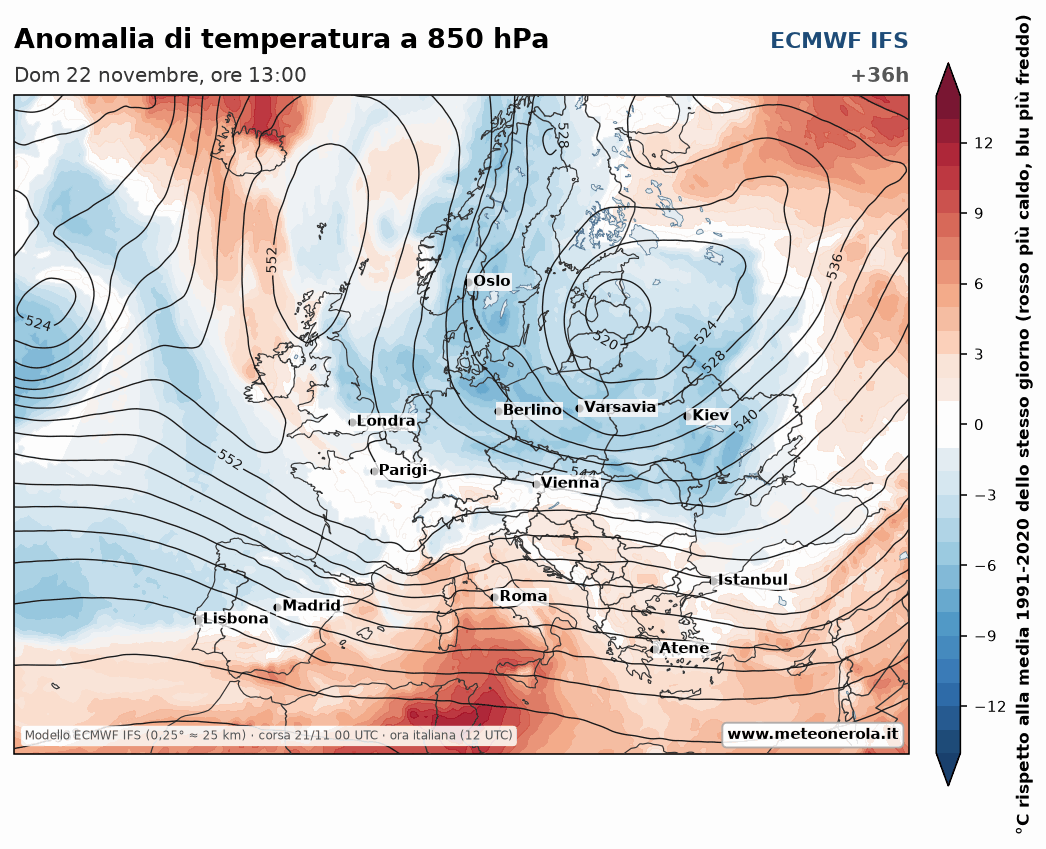 Anomalia di temperatura a 850 hPa
ECMWF IFS
Dom 22 novembre, ore 13:00
+36h
528
552
536
524
Oslo
524
520
528
Berlino
Varsavia
Kiev
540
Londra
552
Parigi
544
Vienna
Istanbul
Roma
Madrid
Lisbona
Atene
Modello ECMWF IFS (0,25° ≈ 25 km) · corsa 21/11 00 UTC · ora italiana (12 UTC)
www.meteonerola.it
12
9
6
3
0
−3
−6
−9
−12
°C rispetto alla media 1991-2020 dello stesso giorno (rosso più caldo, blu più freddo)